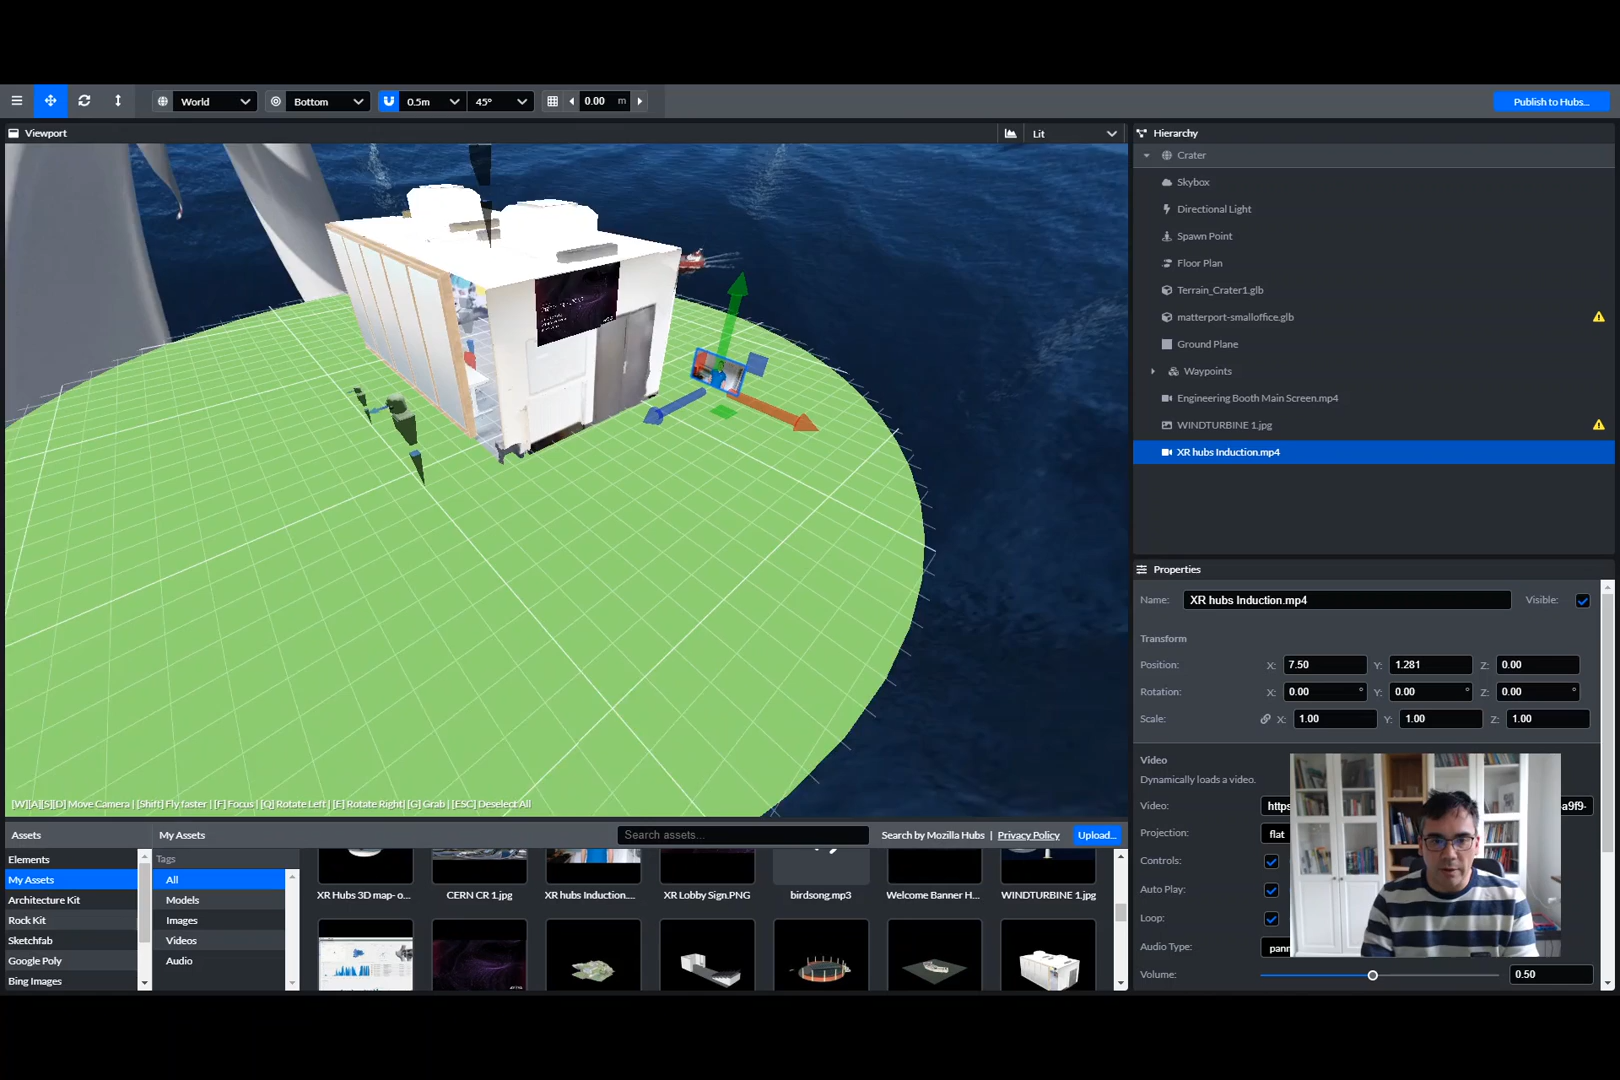 World
Bottom
0.5m
45°
0.00 m
Publish to Hubs...
Viewport
Lit
Hierarchy
Crater
Skybox
Directional Light
Spawn Point
Floor Plan
Terrain_Crater1.glb
matterport-smalloffice.glb
Ground Plane
Waypoints
Engineering Booth Main Screen.mp4
WINDTURBINE 1.jpg
XR hubs Induction.mp4
Properties
Name: XR hubs Induction.mp4 Visible:
Transform
Position: X: 7.50 Y: 1.281 Z: 0.00
Rotation: X: 0.00 ° Y: 0.00 ° Z: 0.00 °
Scale: X: 1.00 Y: 1.00 Z: 1.00
Video
Dynamically loads a video.
Video: https a9f9-
Projection: flat
Controls:
Auto Play:
Loop:
Audio Type: pann
Volume: 0.50
[W][A][S][D] Move Camera | [Shift] Fly faster | [F] Focus | [Q] Rotate Left | [E] Rotate Right | [G] Grab | [ESC] Deselect All
Assets
My Assets
Search assets...
Search by Mozilla Hubs | Privacy Policy
Upload...
Elements
My Assets
Architecture Kit
Rock Kit
Sketchfab
Google Poly
Bing Images
Tags
All
Models
Images
Videos
Audio
XR Hubs 3D map- o...
CERN CR 1.jpg
XR hubs Induction....
XR Lobby Sign.PNG
birdsong.mp3
Welcome Banner H...
WINDTURBINE 1.jpg